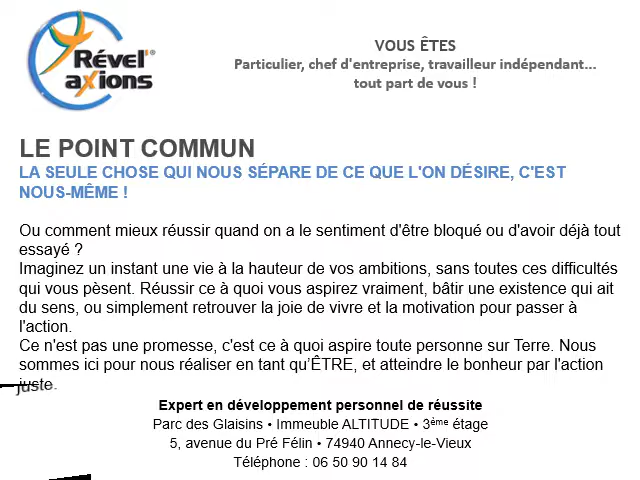 Rével'®
axions
VOUS ÊTES
Particulier, chef d'entreprise, travailleur indépendant...
tout part de vous !
LE POINT COMMUN
LA SEULE CHOSE QUI NOUS SÉPARE DE CE QUE L'ON DÉSIRE, C'EST
NOUS-MÊME !
Ou comment mieux réussir quand on a le sentiment d'être bloqué ou d'avoir déjà tout
essayé ?
Imaginez un instant une vie à la hauteur de vos ambitions, sans toutes ces difficultés
qui vous pèsent. Réussir ce à quoi vous aspirez vraiment, bâtir une existence qui ait
du sens, ou simplement retrouver la joie de vivre et la motivation pour passer à
l'action.
Ce n'est pas une promesse, c'est ce à quoi aspire toute personne sur Terre. Nous
sommes ici pour nous réaliser en tant qu'ÊTRE, et atteindre le bonheur par l'action
juste.
Expert en développement personnel de réussite
Parc des Glaisins • Immeuble ALTITUDE • 3ème étage
5, avenue du Pré Félin • 74940 Annecy-le-Vieux
Téléphone : 06 50 90 14 84